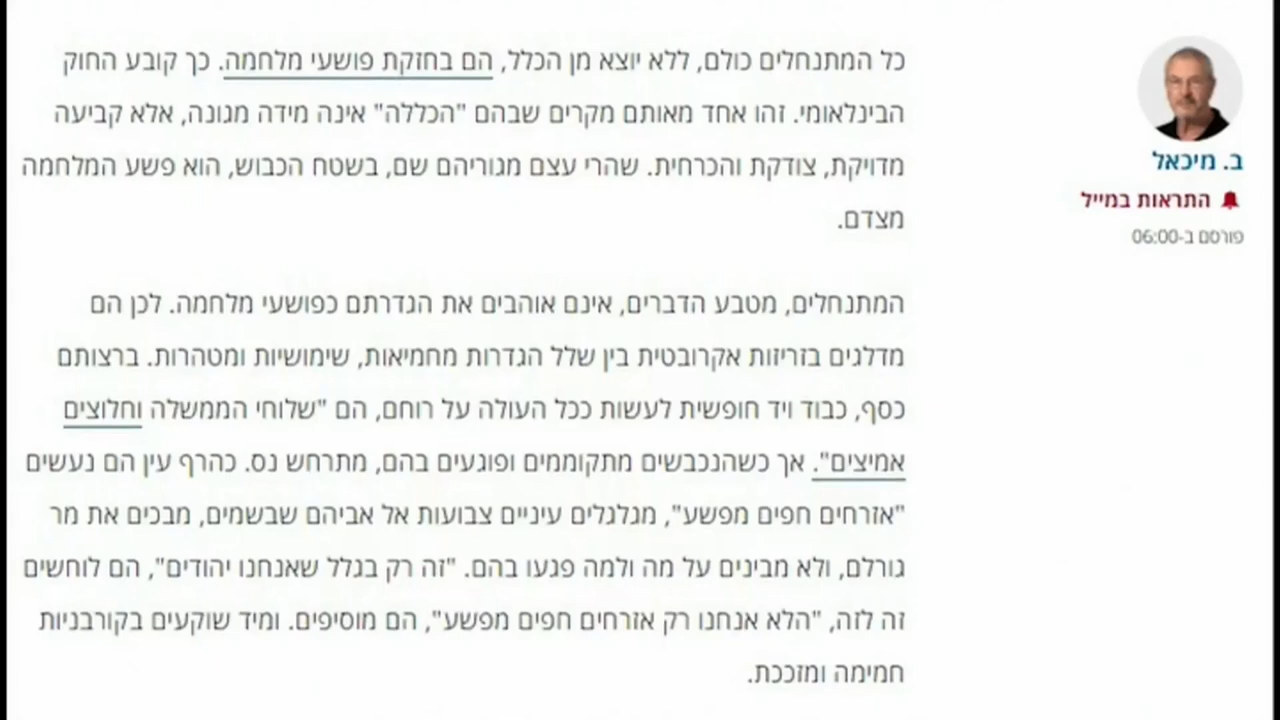 ב. מיכאל
התראות במייל
פורסם ב-06:00
כל המתנחלים כולם, ללא יוצא מן הכלל, הם בחזקת פושעי מלחמה. כך קובע החוק
הבינלאומי. זהו אחד מאותם מקרים שבהם "הכללה" אינה מידה מגונה, אלא קביעה
מדויקת, צודקת והכרחית. שהרי עצם מגוריהם שם, בשטח הכבוש, הוא פשע המלחמה
מצדם.
המתנחלים, מטבע הדברים, אינם אוהבים את הגדרתם כפושעי מלחמה. לכן הם
מדלגים בזריזות אקרובטית בין שלל הגדרות מחמיאות, שימושיות ומטהרות. ברצותם
כסף, כבוד ויד חופשית לעשות ככל העולה על רוחם, הם "שלוחי הממשלה וחלוצים
אמיצים". אך כשהנכבשים מתקוממים ופוגעים בהם, מתרחש נס. כהרף עין הם נעשים
"אזרחים חפים מפשע", מגלגלים עיניים צבועות אל אביהם שבשמים, מבכים את מר
גורלם, ולא מבינים על מה ולמה פגעו בהם. "זה רק בגלל שאנחנו יהודים", הם לוחשים
זה לזה, "הלא אנחנו רק אזרחים חפים מפשע", הם מוסיפים. ומיד שוקעים בקורבניות
חמימה ומזככת.